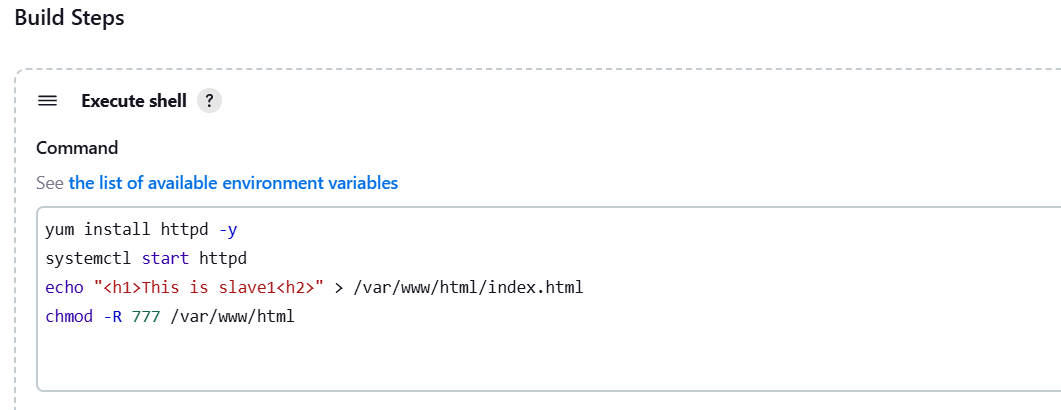 Build Steps
Execute shell ?
Command
See the list of available environment variables
yum install httpd -y
systemctl start httpd
echo "<h1>This is slave1<h2>" > /var/www/html/index.html
chmod -R 777 /var/www/html